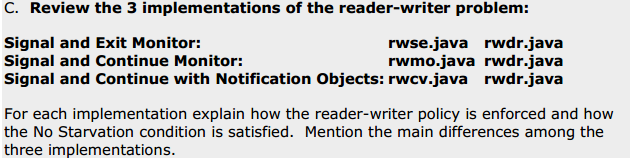 C. Review the 3 implementations of the reader-writer problem:
Signal and Exit Monitor: rwse.java rwdr.java
Signal and Continue Monitor: rwmo.java rwdr.java
Signal and Continue with Notification Objects: rwcv.java rwdr.java
For each implementation explain how the reader-writer policy is enforced and how
the No Starvation condition is satisfied. Mention the main differences among the
three implementations.